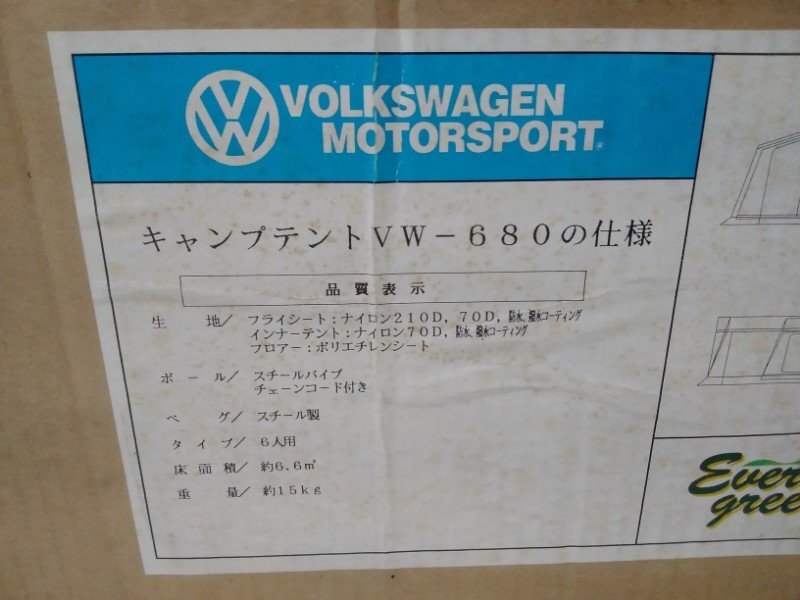 VOLKSWAGEN
MOTORSPORT®
キャンプテントVW−680の仕様
品質表示
生 地／ フライシート：ナイロン210D，70D，防水、撥水コーティング
インナーテント：ナイロン70D，防水、撥水コーティング
フロアー：ポリエチレンシート
ポ ー ル／ スチールパイプ
チェーンコード付き
ペ グ／ スチール製
タ イ プ／ 6人用
床 面 積／ 約6.6㎡
重 量／ 約15kg
Ever
gree